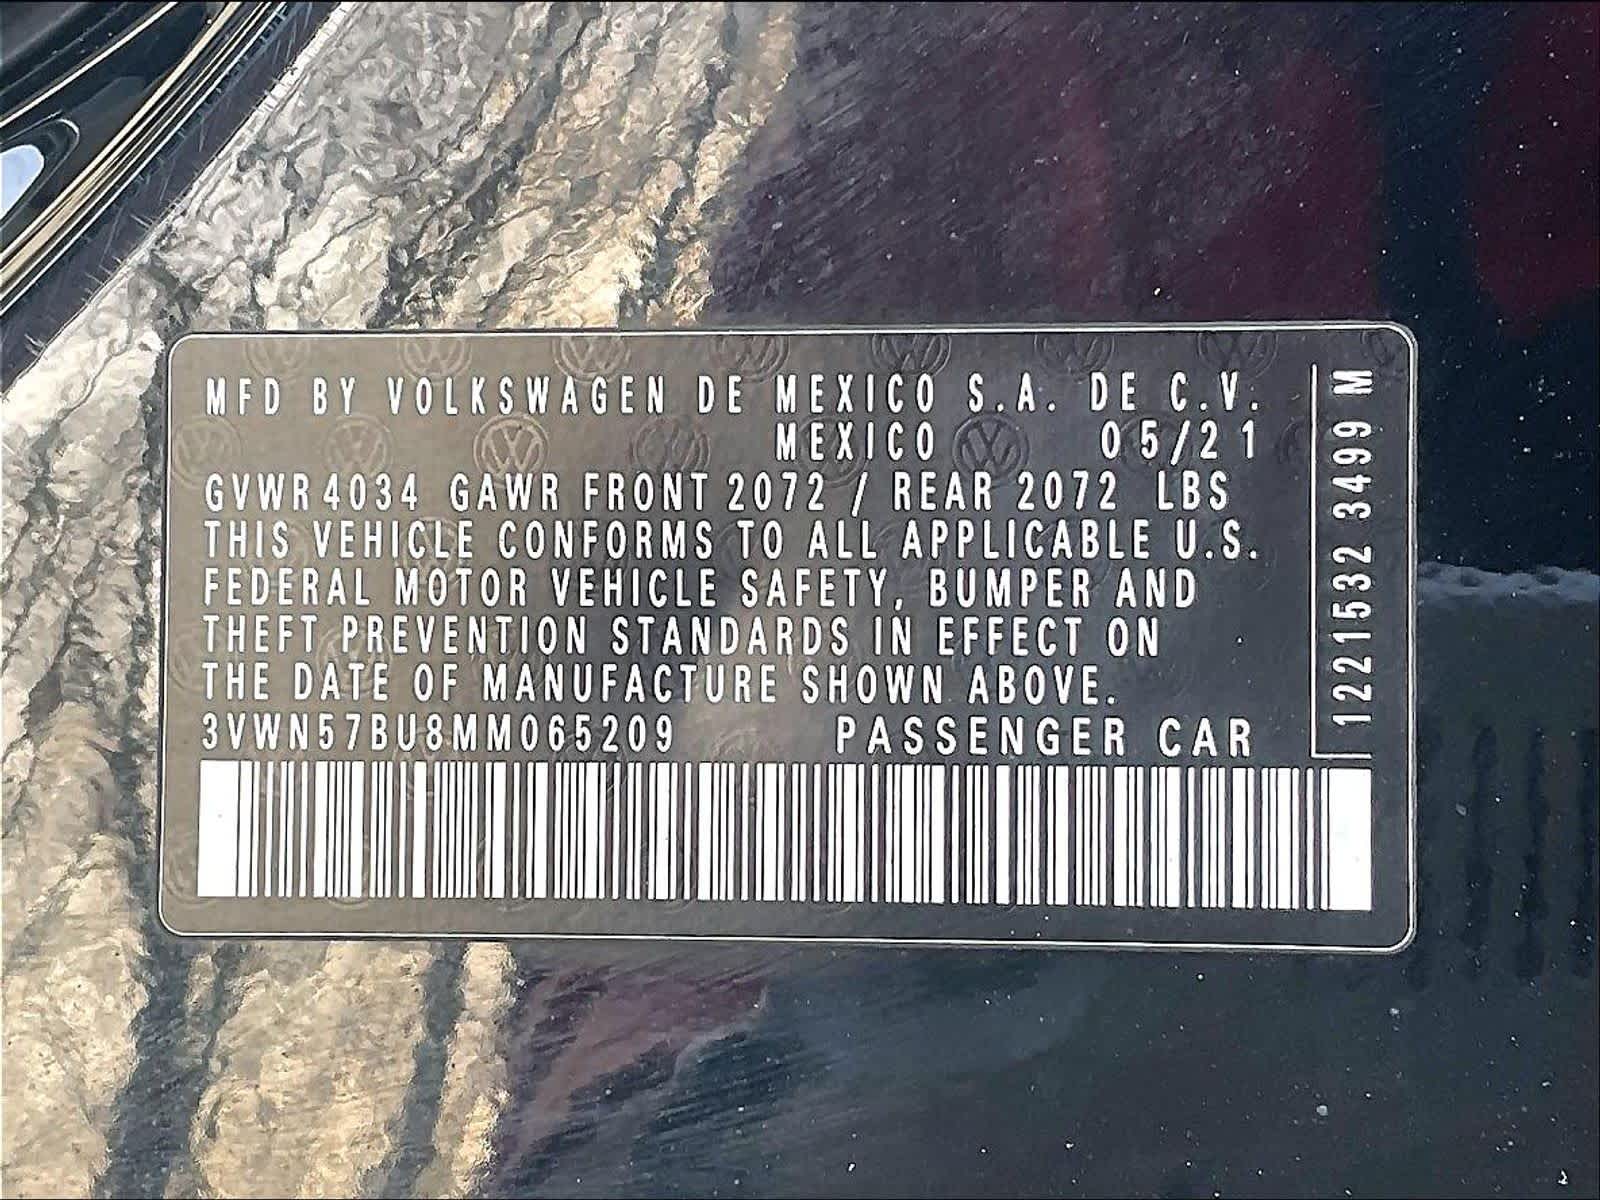 MFD BY VOLKSWAGEN DE MEXICO S.A. DE C.V.
MEXICO 05/21
GVWR 4034 GAWR FRONT 2072 / REAR 2072 LBS
THIS VEHICLE CONFORMS TO ALL APPLICABLE U.S.
FEDERAL MOTOR VEHICLE SAFETY, BUMPER AND
THEFT PREVENTION STANDARDS IN EFFECT ON
THE DATE OF MANUFACTURE SHOWN ABOVE.
3VWN57BU8MM065209 PASSENGER CAR
1221532 3499 M